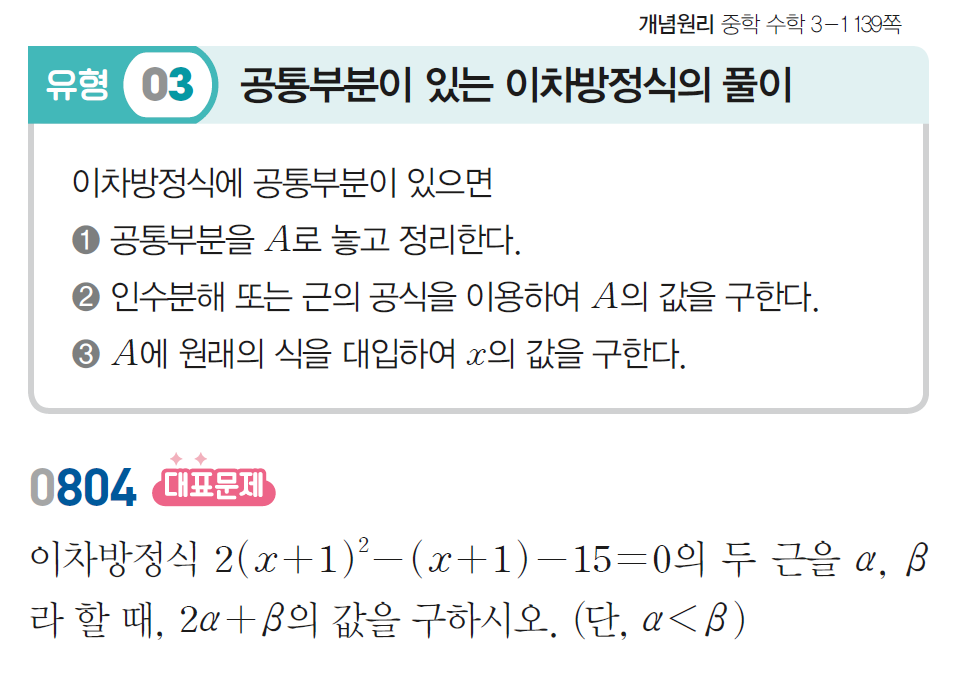 개념원리 중학 수학 3-1 139쪽
유형 03 공통부분이 있는 이차방정식의 풀이
이차방정식에 공통부분이 있으면
❶ 공통부분을 A로 놓고 정리한다.
❷ 인수분해 또는 근의 공식을 이용하여 A의 값을 구한다.
❸ A에 원래의 식을 대입하여 x의 값을 구한다.
0804 대표문제
이차방정식 2(x+1)²-(x+1)-15=0의 두 근을 α, β
라 할 때, 2α+β의 값을 구하시오. (단, α<β)